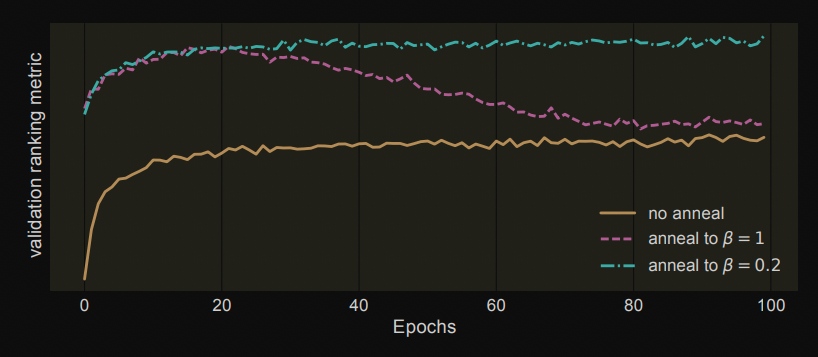 validation ranking metric
no anneal
anneal to β = 1
anneal to β = 0.2
0 20 40 60 80 100
Epochs